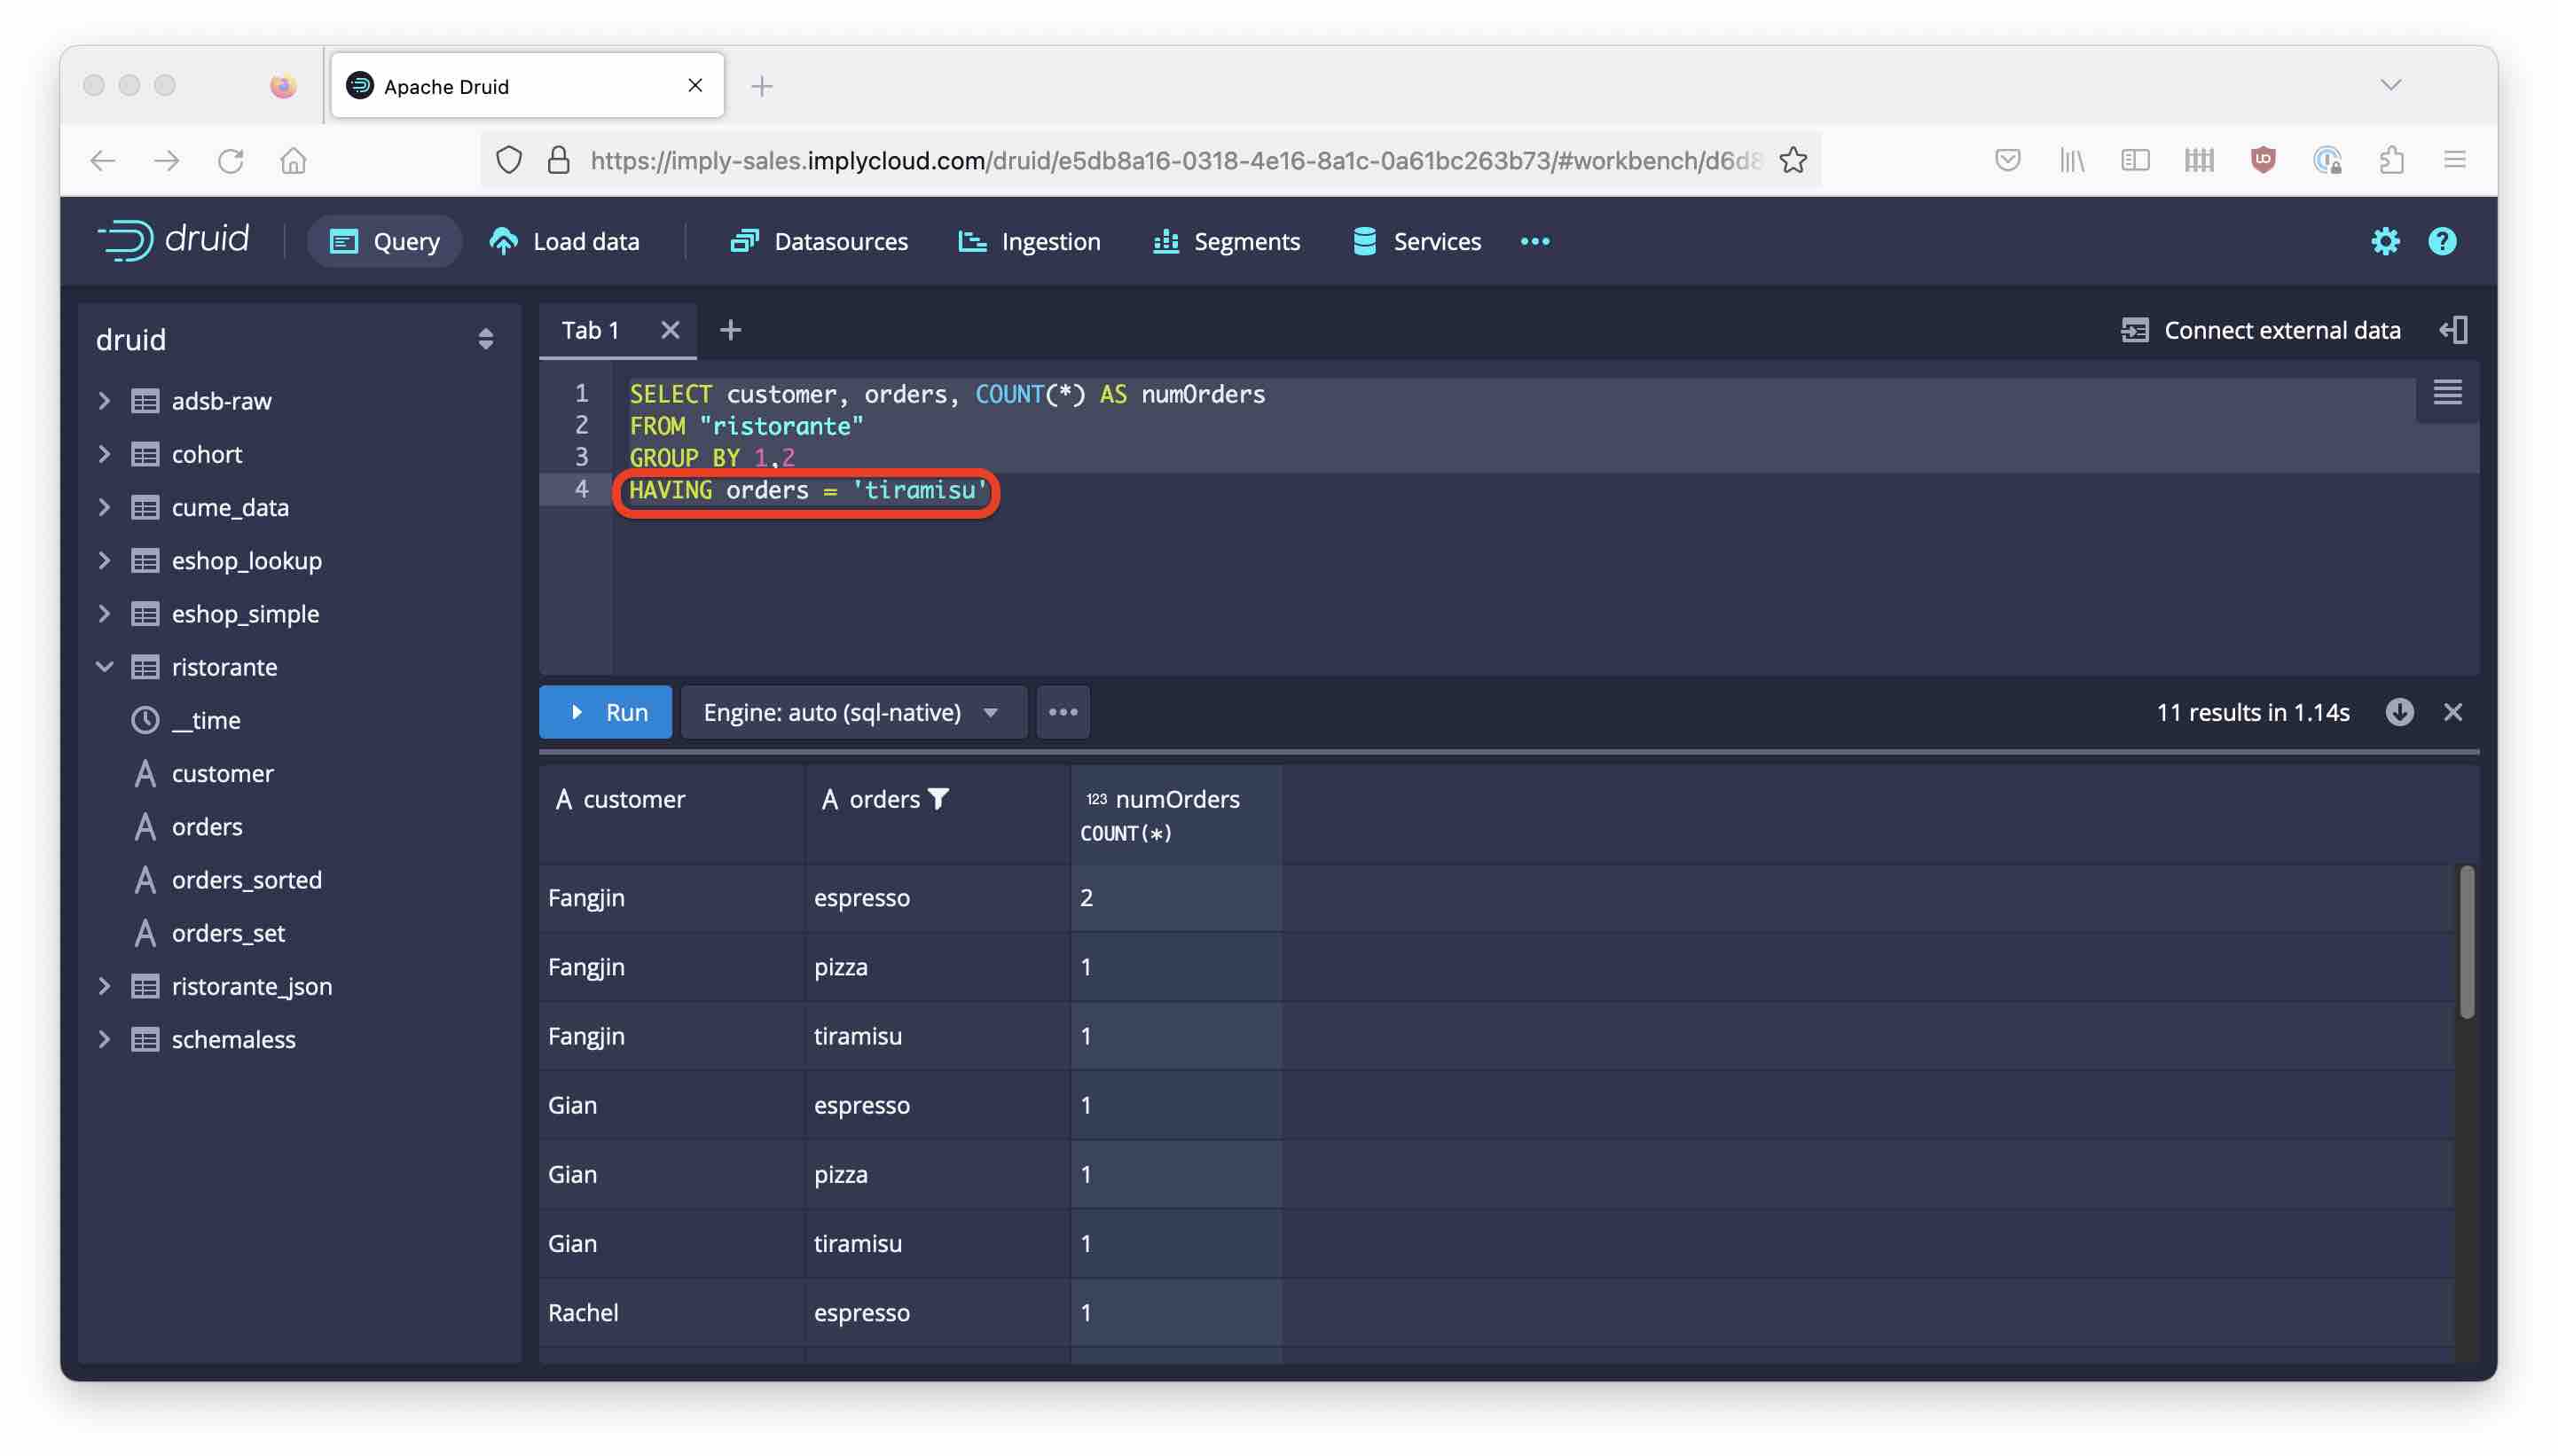 Apache Druid
https://imply-sales.implycloud.com/druid/e5db8a16-0318-4e16-8a1c-0a61bc263b73/#workbench/d6d8
druid
Query
Load data
Datasources
Ingestion
Segments
Services
druid
adsb-raw
cohort
cume_data
eshop_lookup
eshop_simple
ristorante
__time
customer
orders
orders_sorted
orders_set
ristorante_json
schemaless
Tab 1
Connect external data
1 SELECT customer, orders, COUNT(*) AS numOrders
2 FROM "ristorante"
3 GROUP BY 1,2
4 HAVING orders = 'tiramisu'
Run
Engine: auto (sql-native)
11 results in 1.14s
A customer
A orders
123 numOrders
COUNT(*)
Fangjin espresso 2
Fangjin pizza 1
Fangjin tiramisu 1
Gian espresso 1
Gian pizza 1
Gian tiramisu 1
Rachel espresso 1